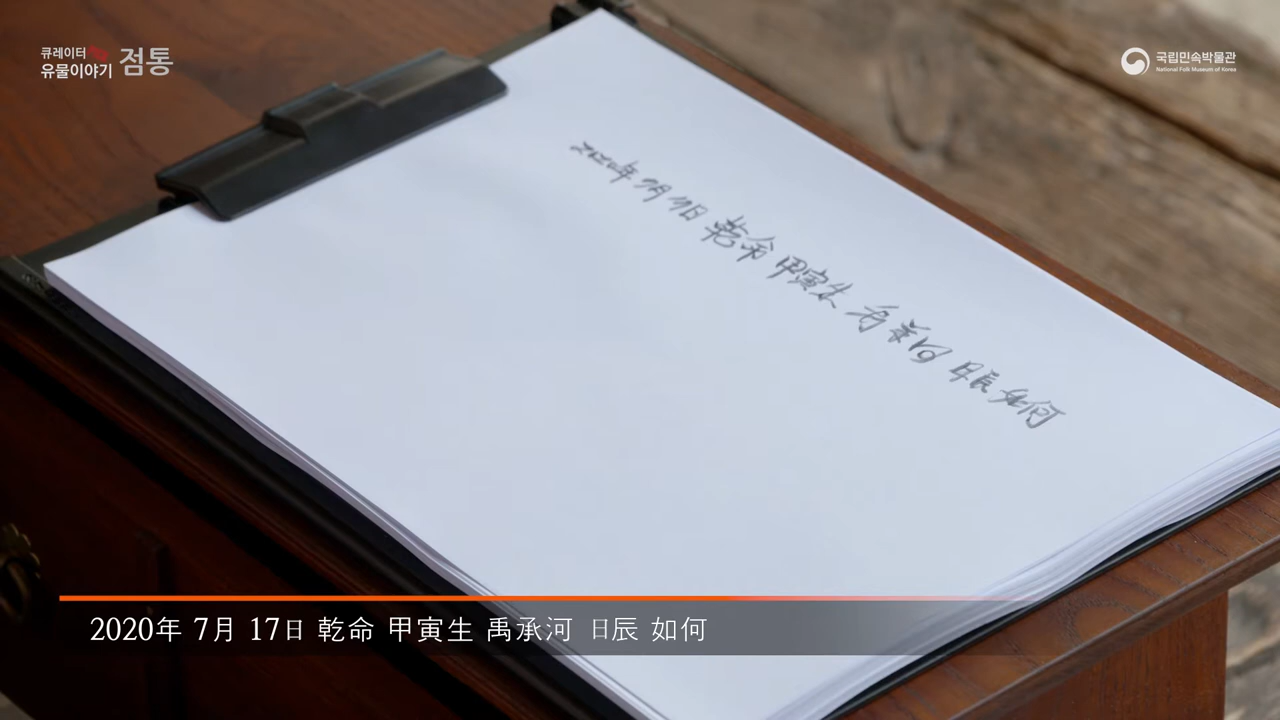 큐레이터
유물이야기 점통
국립민속박물관
National Folk Museum of Korea
2020年 7月 17日 乾命 甲寅生 禹承河 日辰 如何
2020年 7月 17日 乾命 甲寅生 禹承河 日辰 如何